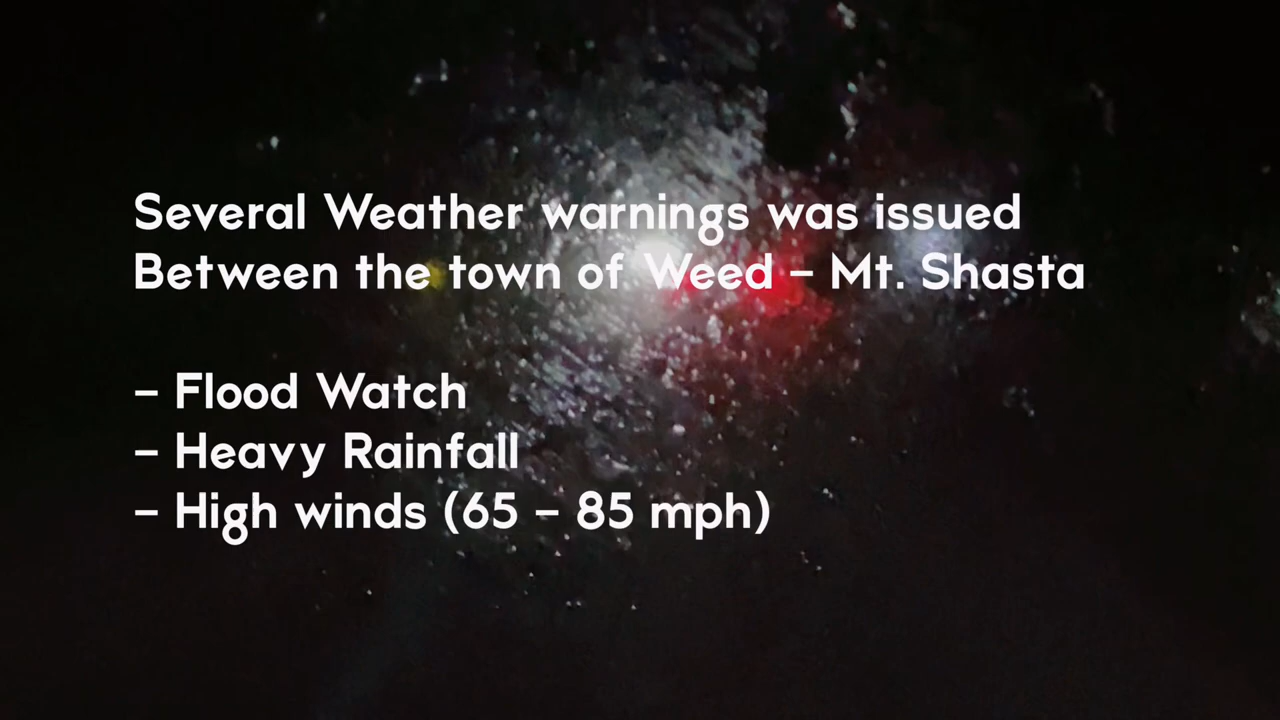 Several Weather warnings was issued
Between the town of Weed – Mt. Shasta
– Flood Watch
– Heavy Rainfall
– High winds (65 – 85 mph)